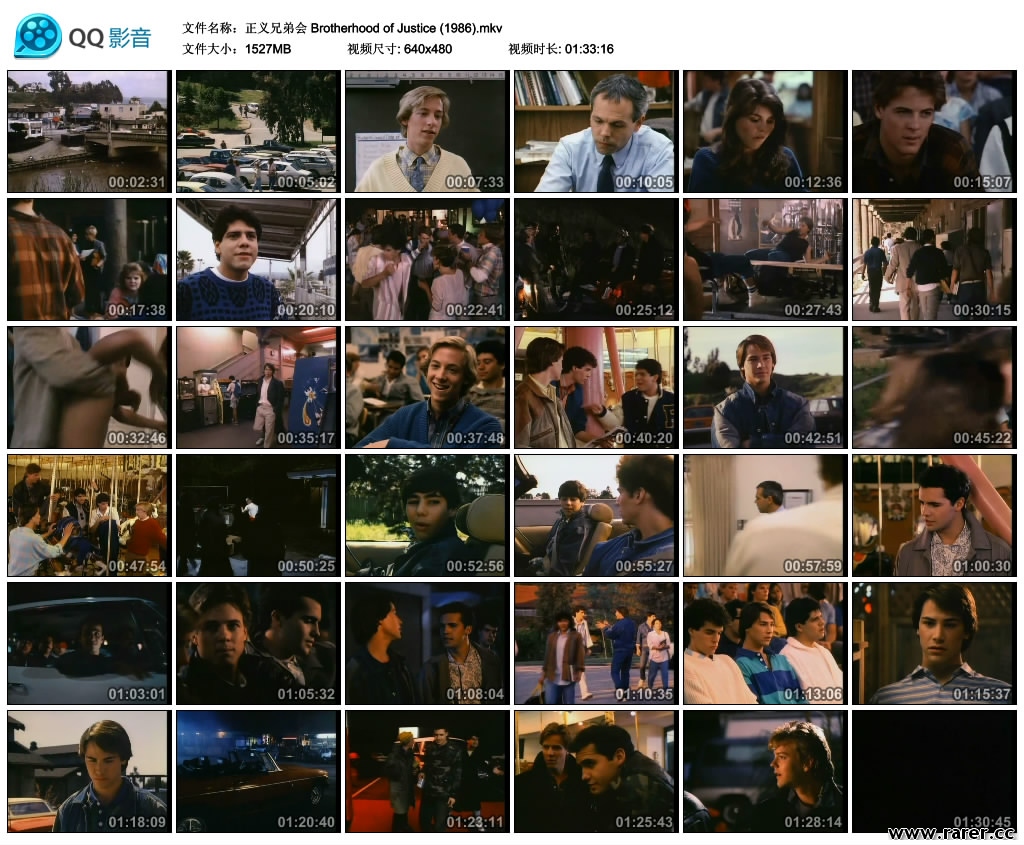 QQ 影音
文件名称: 正义兄弟会 Brotherhood of Justice (1986).mkv
文件大小: 1527MB 视频尺寸: 640x480 视频时长: 01:33:16
00:02:31 00:05:02 00:07:33 00:10:05 00:12:36 00:15:07
00:17:38 00:20:10 00:22:41 00:25:12 00:27:43 00:30:15
00:32:46 00:35:17 00:37:48 00:40:20 00:42:51 00:45:22
00:47:54 00:50:25 00:52:56 00:55:27 00:57:59 01:00:30
01:03:01 01:05:32 01:08:04 01:10:35 01:13:06 01:15:37
01:18:09 01:20:40 01:23:11 01:25:43 01:28:14 01:30:45
www.rarer.cc